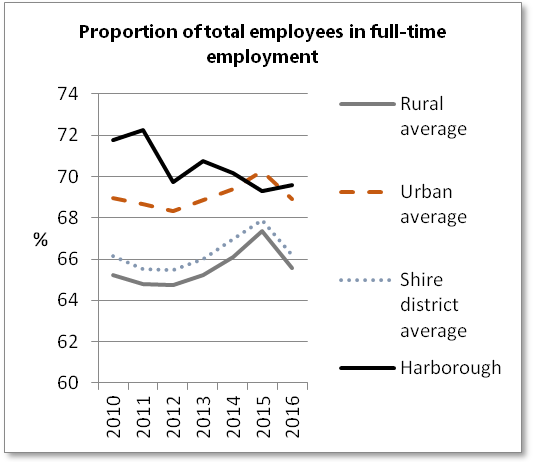 Proportion of total employees in full-time
employment
74
72
70
68
66
64
62
60
%
2010
2011
2012
2013
2014
2015
2016
Rural
average
Urban
average
Shire
district
average
Harborough